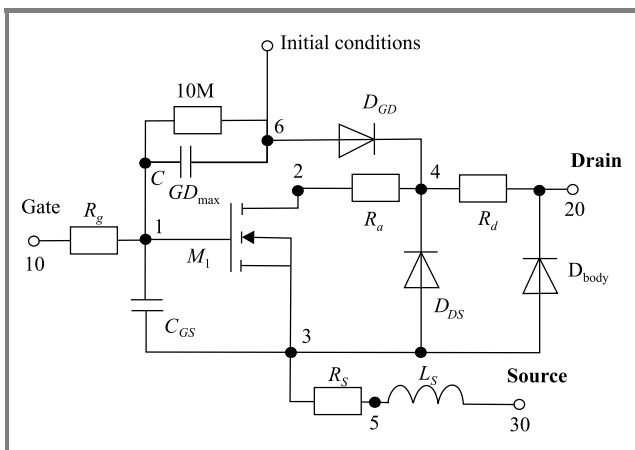 Initial conditions
10M
D_GD
6
C
GD_max
2
4
Drain
Gate
R_g
1
R_a
R_d
20
10
M_1
D_body
C_GS
D_DS
3
R_S
L_S
Source
5
30